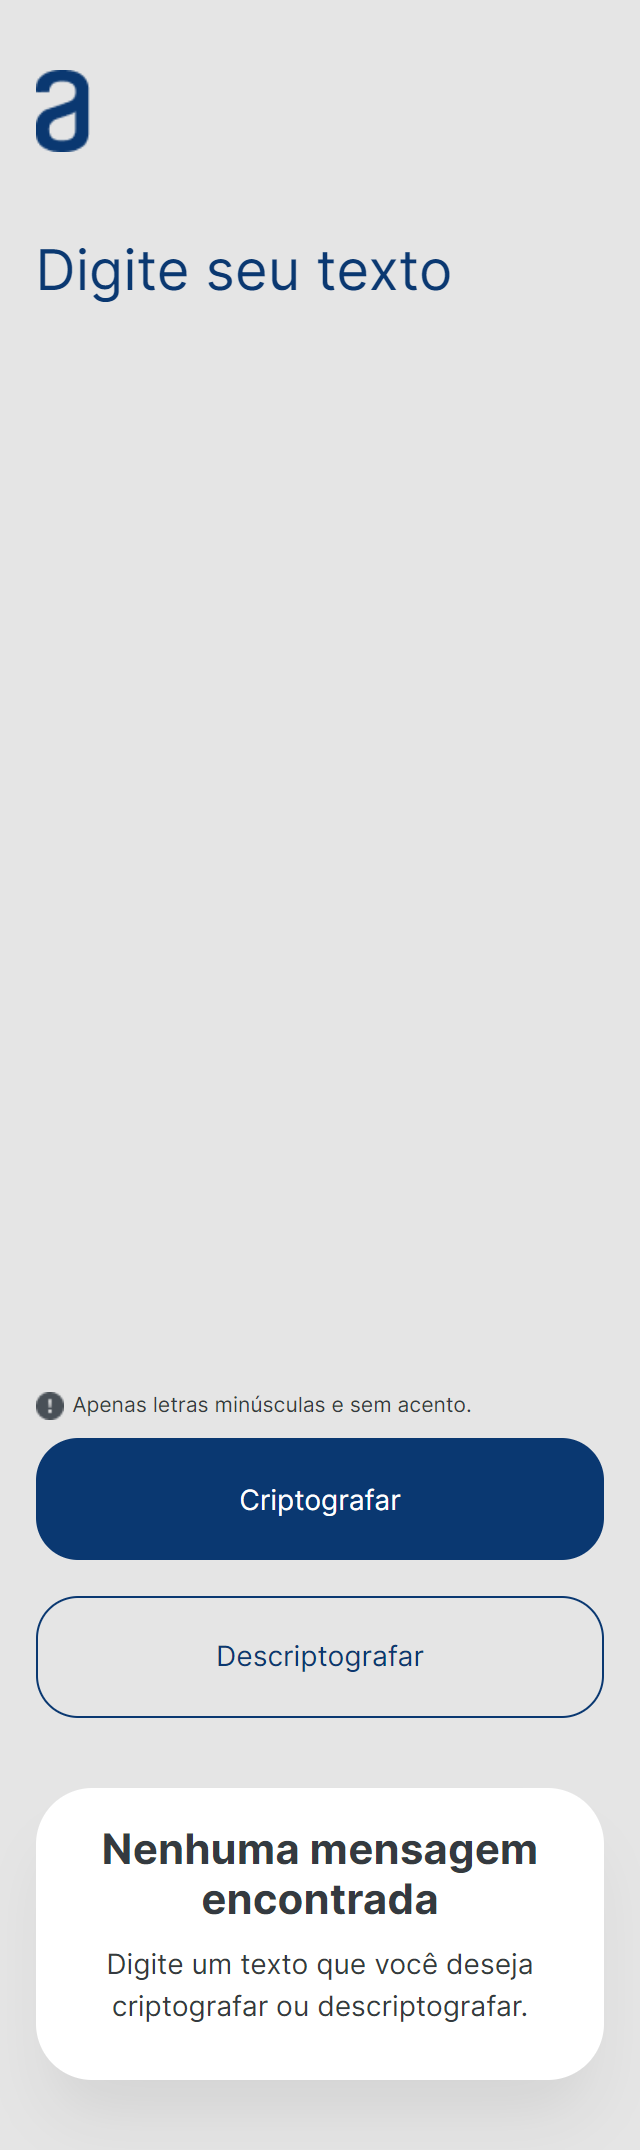 a
Digite seu texto
Apenas letras minúsculas e sem acento.
Criptografar
Descriptografar
Nenhuma mensagem
encontrada
Digite um texto que você deseja
criptografar ou descriptografar.